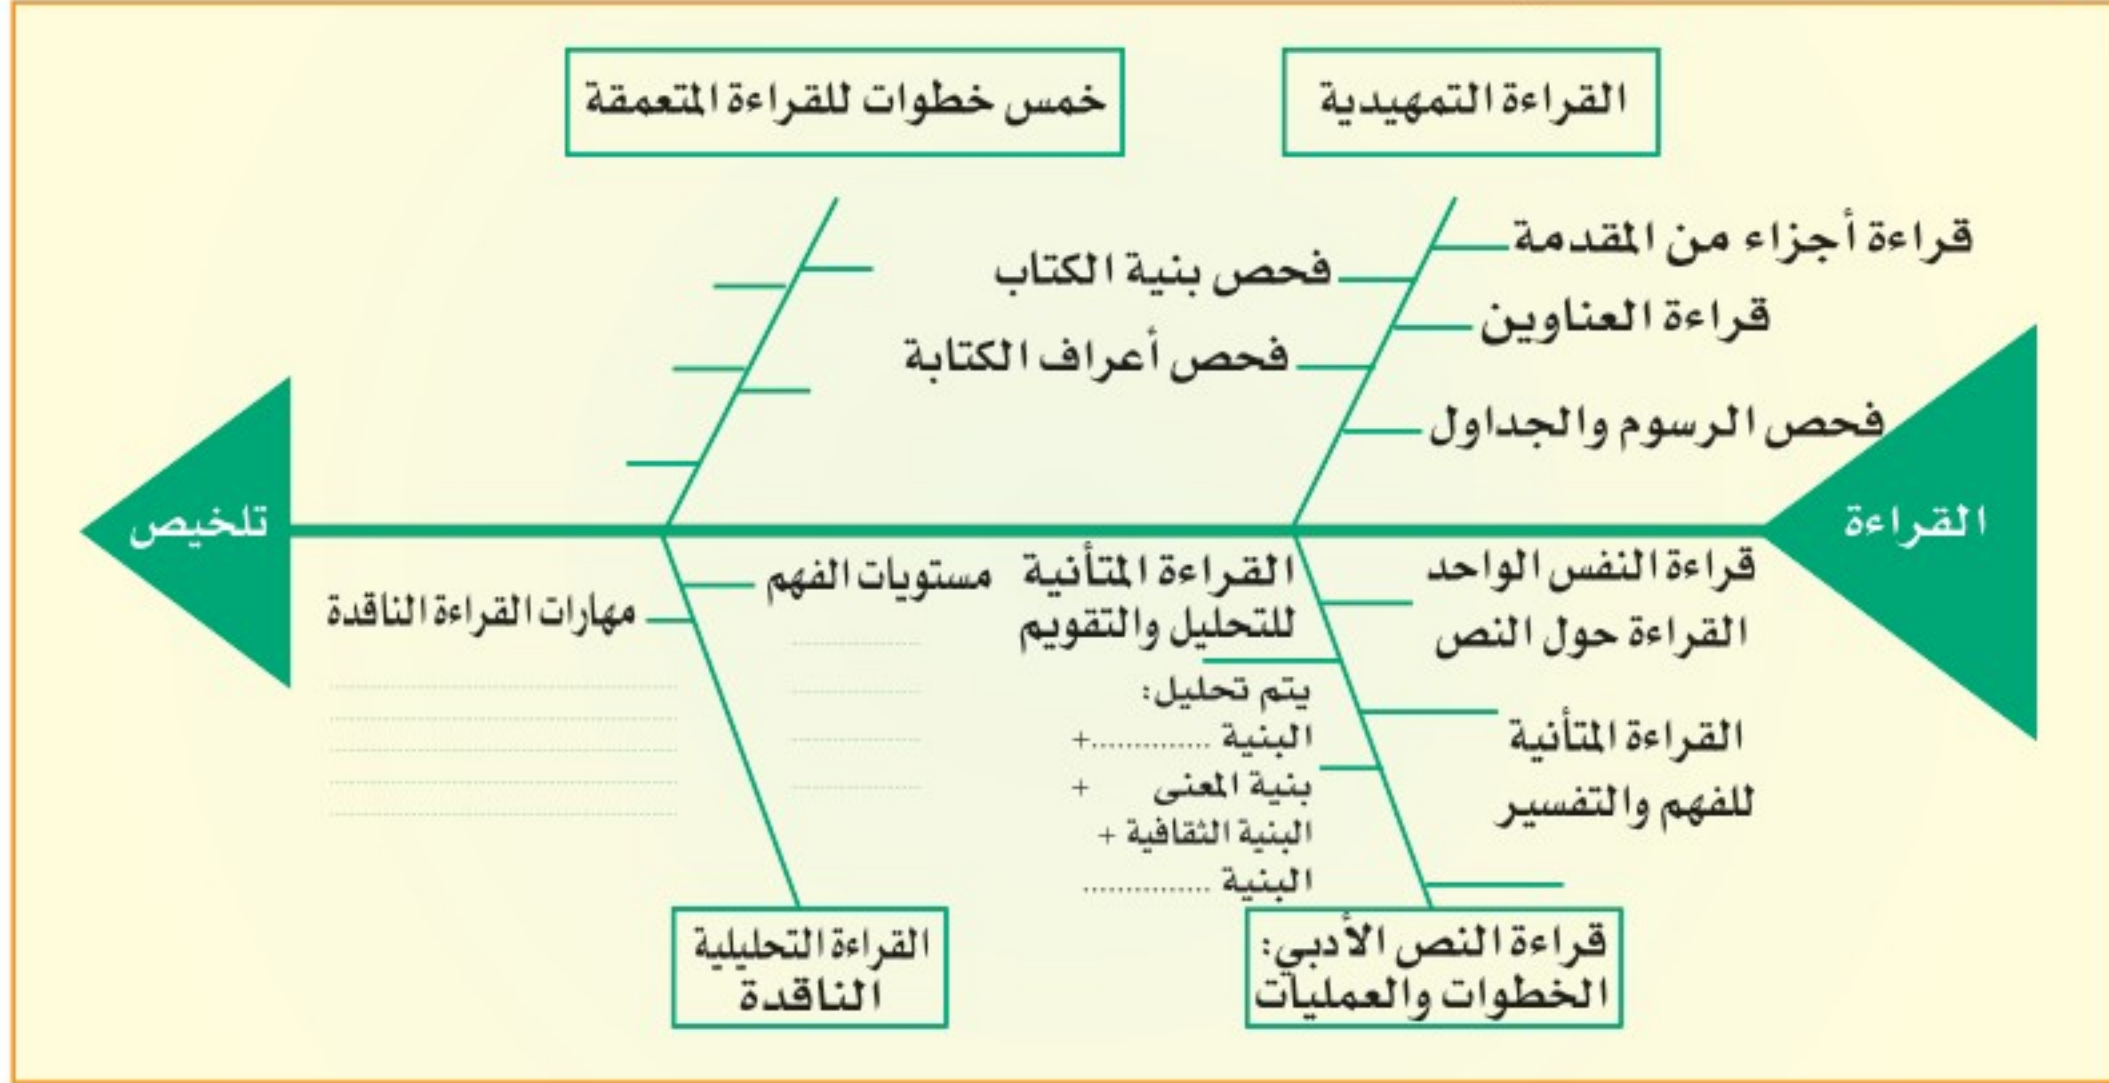 القراءة التمهيدية
خمس خطوات للقراءة المتعمقة
قراءة أجزاء من المقدمة
فحص بنية الكتاب
قراءة العناوين
فحص أعراف الكتابة
فحص الرسوم والجداول
القراءة
تلخيص
قراءة النفس الواحد
القراءة حول النص
القراءة المتأنية
للفهم والتفسير
القراءة المتأنية
للتحليل والتقويم
يتم تحليل:
البنية ..............+
بنية المعنى +
البنية الثقافية +
البنية ...............
قراءة النص الأدبي:
الخطوات والعمليات
مستويات الفهم
مهارات القراءة الناقدة
القراءة التحليلية
الناقدة